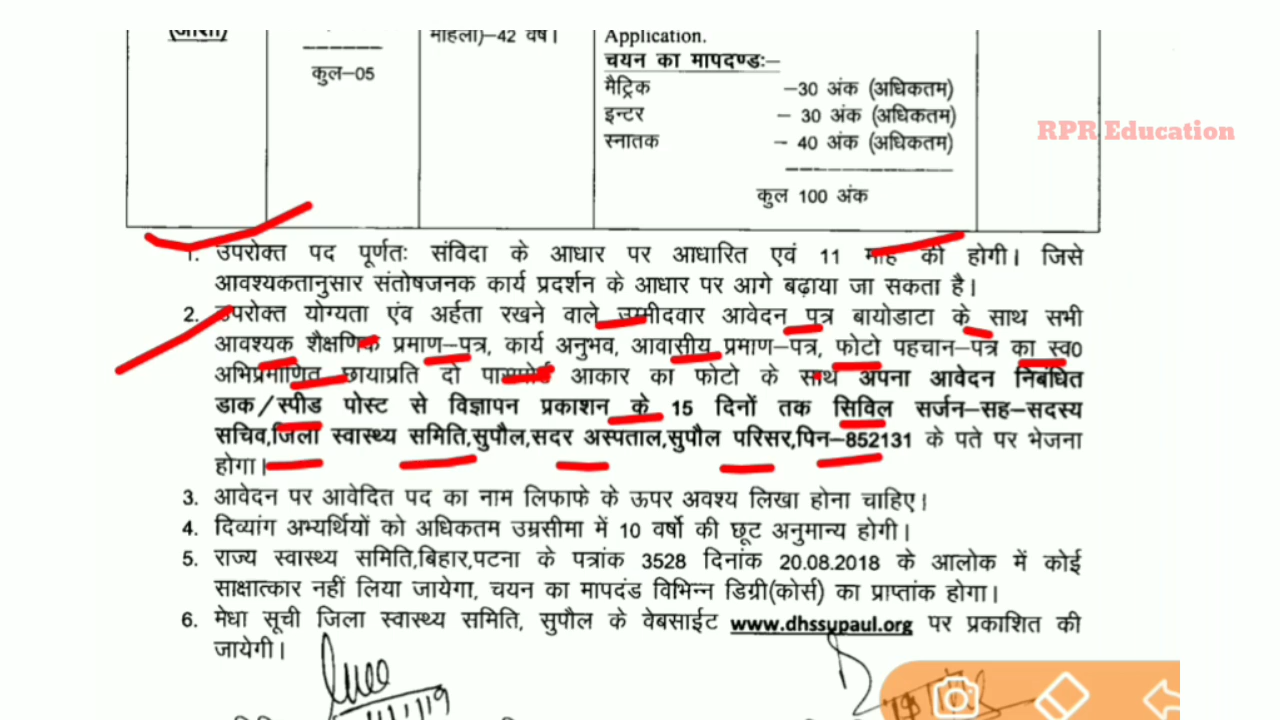 (आशा)
महिला)–42 वर्ष।
Application.
कुल–05
चयन का मापदण्डः–
मैट्रिक –30 अंक (अधिकतम)
इन्टर – 30 अंक (अधिकतम)
RPR Education
स्नातक – 40 अंक (अधिकतम)
कुल 100 अंक
1. उपरोक्त पद पूर्णतः संविदा के आधार पर आधारित एवं 11 माह की होगी। जिसे
आवश्यकतानुसार संतोषजनक कार्य प्रदर्शन के आधार पर आगे बढ़ाया जा सकता है।
2. उपरोक्त योग्यता एंव अर्हता रखने वाले उम्मीदवार आवेदन पत्र बायोडाटा के साथ सभी
आवश्यक शैक्षणिक प्रमाण–पत्र, कार्य अनुभव, आवासीय प्रमाण–पत्र, फोटो पहचान–पत्र का स्व०
अभिप्रमाणित छायाप्रति दो पासपोर्ट आकार का फोटो के साथ अपना आवेदन निबंधित
डाक/स्पीड पोस्ट से विज्ञापन प्रकाशन के 15 दिनों तक सिविल सर्जन–सह–सदस्य
सचिव,जिला स्वास्थ्य समिति,सुपौल,सदर अस्पताल,सुपौल परिसर,पिन–852131 के पते पर भेजना
होगा।
3. आवेदन पर आवेदित पद का नाम लिफाफे के ऊपर अवश्य लिखा होना चाहिए।
4. दिव्यांग अभ्यर्थियों को अधिकतम उम्रसीमा में 10 वर्षो की छूट अनुमान्य होगी।
5. राज्य स्वास्थ्य समिति,बिहार,पटना के पत्रांक 3528 दिनांक 20.08.2018 के आलोक में कोई
साक्षात्कार नहीं लिया जायेगा, चयन का मापदंड विभिन्न डिग्री(कोर्स) का प्राप्तांक होगा।
6. मेधा सूची जिला स्वास्थ्य समिति, सुपौल के वेबसाईट www.dhssupaul.org पर प्रकाशित की
जायेगी।